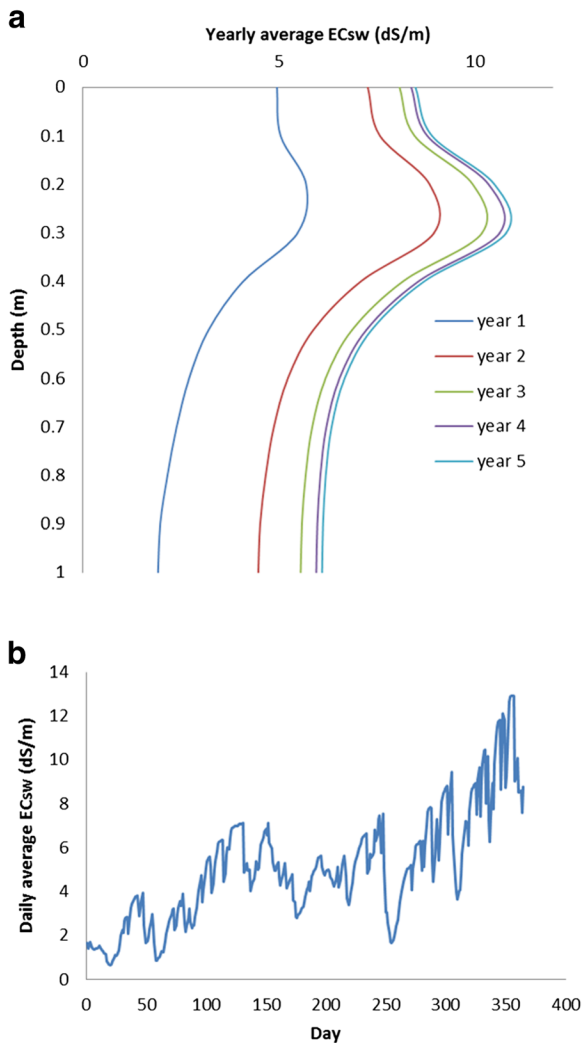 a
Yearly average ECsw (dS/m)
0 5 10
0
0.1
0.2
0.3
0.4
0.5
0.6
0.7
0.8
0.9
1
Depth (m)
year 1
year 2
year 3
year 4
year 5
b
14
12
10
8
6
4
2
0
Daily average ECsw (dS/m)
0 50 100 150 200 250 300 350 400
Day